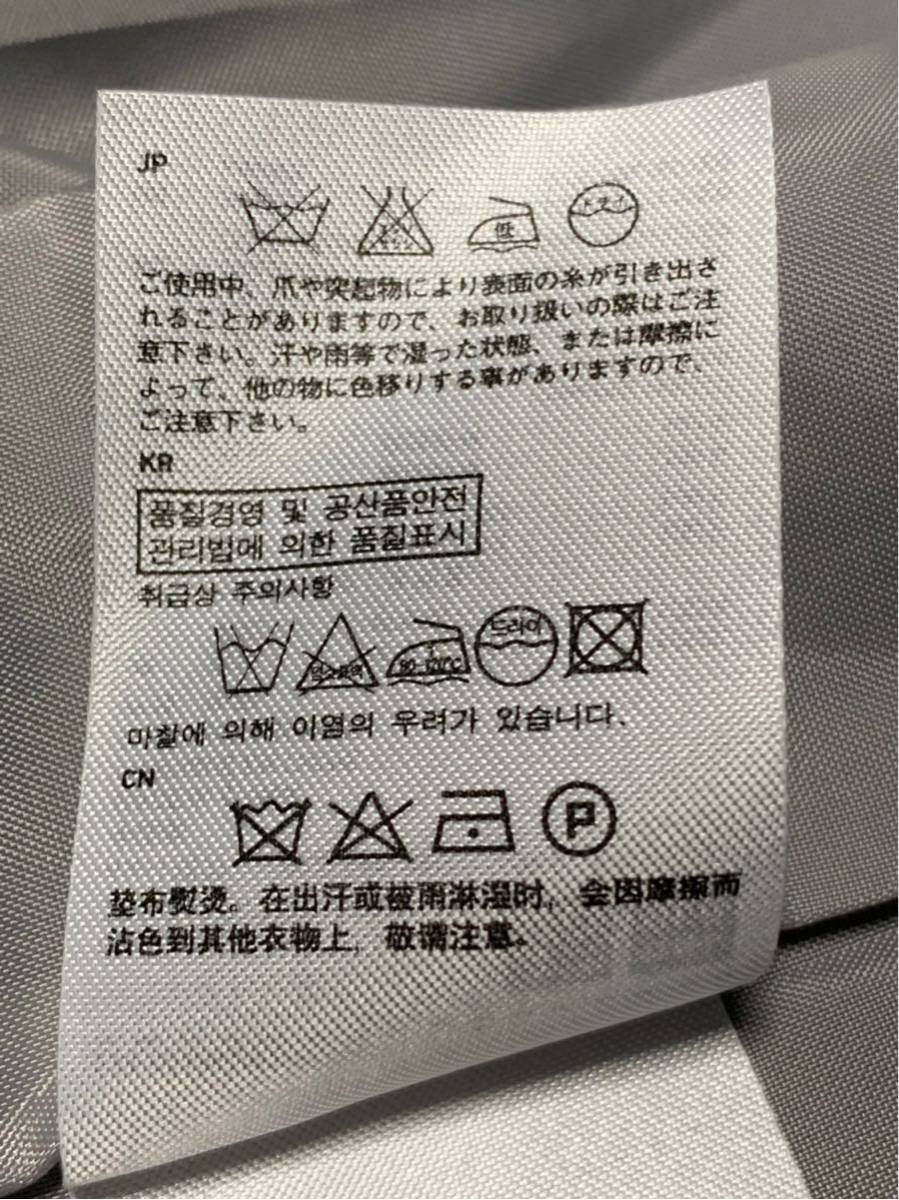 JP
低
ドライ
ご使用中、爪や突起物により表面の糸が引き出さ
れることがありますので、お取り扱いの際はご注
意下さい。汗や雨等で湿った状態、または摩擦に
よって、他の物に色移りする事がありますので、
ご注意下さい。
KR
품질경영 및 공산품안전
관리법에 의한 품질표시
취급상 주의사항
80-120℃ 드라이
마찰에 의해 이염의 우려가 있습니다.
CN
P
垫布熨烫。在出汗或被雨淋湿时，会因摩擦而
沾色到其他衣物上，敬请注意。